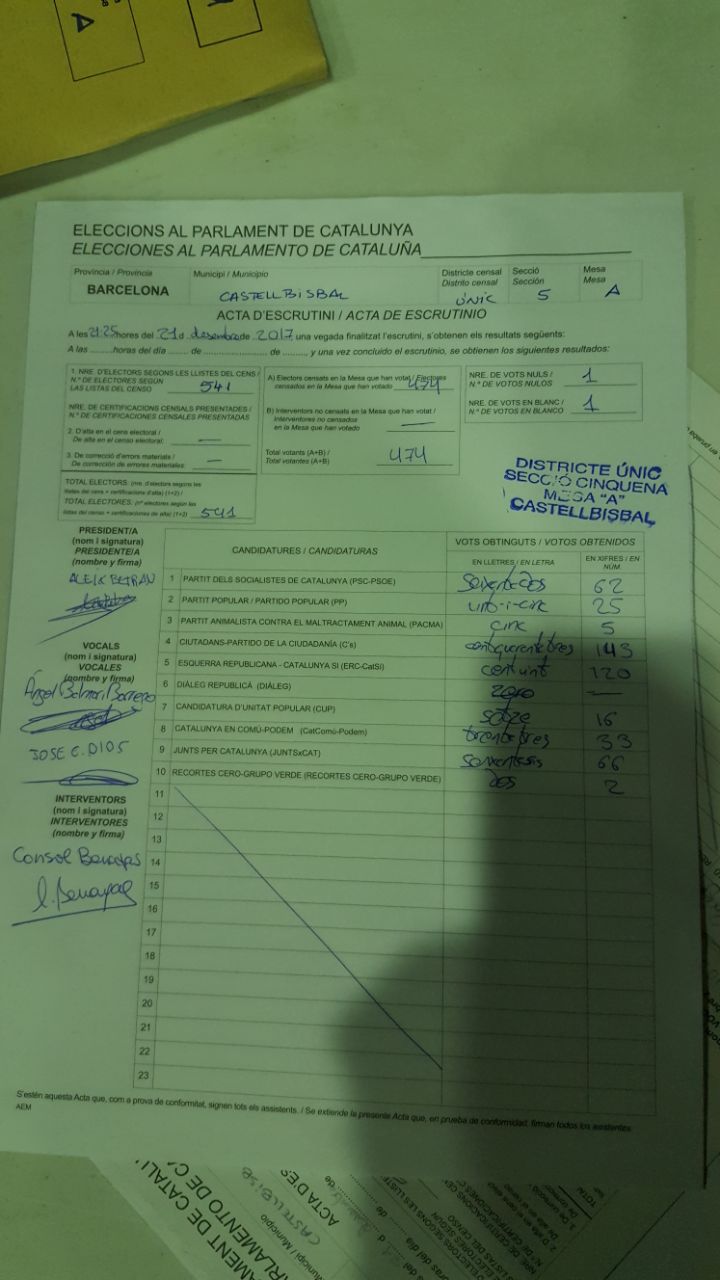 A
ELECCIONS AL PARLAMENT DE CATALUNYA
ELECCIONES AL PARLAMENTO DE CATALUÑA
Provincia / Provincia
BARCELONA
Municipi / Municipio
CASTELLBISBAL
Districte censal
Distrito censal
ÚNIC
Secció
Sección
5
Mesa
Mesa
A
ACTA D'ESCRUTINI / ACTA DE ESCRUTINIO
A les 21:25 hores del 21 d desembre de 2017 una vegada finalitzat l'escrutini, s'obtenen els resultats següents:
A las ........horas del día ........ de ........................ de ........, y una vez concluido el escrutinio, se obtienen los siguientes resultados:
1. NRE. D'ELECTORS SEGONS LES LLISTES DEL CENS /
N.º DE ELECTORES SEGÚN
LAS LISTAS DEL CENSO 541
NRE. DE CERTIFICACIONS CENSALS PRESENTADES /
N.º DE CERTIFICACIONES CENSALES PRESENTADAS
2. D'alta en el cens electoral /
De alta en el censo electoral: —
3. De correcció d'errors materials /
De corrección de errores materiales: —
TOTAL ELECTORS: (nre. d'electors segons les
llistes del cens + certificacions d'alta) (1+2) /
TOTAL ELECTORES: (nº electores según las
listas del censo + certificaciones de alta) (1+2) 541
A) Electors censats en la Mesa que han votat / Electores
censados en la Mesa que han votado 474
B) Interventors no censats en la Mesa que han votat /
Interventores no censados
en la Mesa que han votado —
Total votants (A+B) /
Total votantes (A+B) 474
NRE. DE VOTS NULS /
N.º DE VOTOS NULOS 1
NRE. DE VOTS EN BLANC /
N.º DE VOTOS EN BLANCO 1
DISTRICTE ÚNIC
SECCIÓ CINQUENA
MESA "A"
CASTELLBISBAL
PRESIDENT/A
(nom i signatura)
PRESIDENTE/A
(nombre y firma)
ALEIX BELTRAN
VOCALS
(nom i signatura)
VOCALES
(nombre y firma)
Àngel Barrero
JOSE C. DIOS
INTERVENTORS
(nom i signatura)
INTERVENTORES
(nombre y firma)
Consol
CANDIDATURES / CANDIDATURAS
VOTS OBTINGUTS / VOTOS OBTENIDOS
EN LLETRES / EN LETRA
EN XIFRES / EN NÚM.
1 PARTIT DELS SOCIALISTES DE CATALUNYA (PSC-PSOE) seixanta dos 62
2 PARTIT POPULAR / PARTIDO POPULAR (PP) vint-i-cinc 25
3 PARTIT ANIMALISTA CONTRA EL MALTRACTAMENT ANIMAL (PACMA) cinc 5
4 CIUTADANS-PARTIDO DE LA CIUDADANÍA (C's) 143
5 ESQUERRA REPUBLICANA - CATALUNYA SI (ERC-CatSí) cent vint 120
6 DIÀLEG REPUBLICÀ (DIÀLEG) zero —
7 CANDIDATURA D'UNITAT POPULAR (CUP) setze 16
8 CATALUNYA EN COMÚ-PODEM (CatComú-Podem) trenta tres 33
9 JUNTS PER CATALUNYA (JUNTSxCAT) seixanta sis 66
10 RECORTES CERO-GRUPO VERDE (RECORTES CERO-GRUPO VERDE) dos 2
11
12
13
14
15
16
17
18
19
20
21
22
23
S'estén aquesta Acta que, com a prova de conformitat, signen tots els assistents. / Se extiende la presente Acta que, en prueba de conformidad, firman todos los asistentes.
AEM